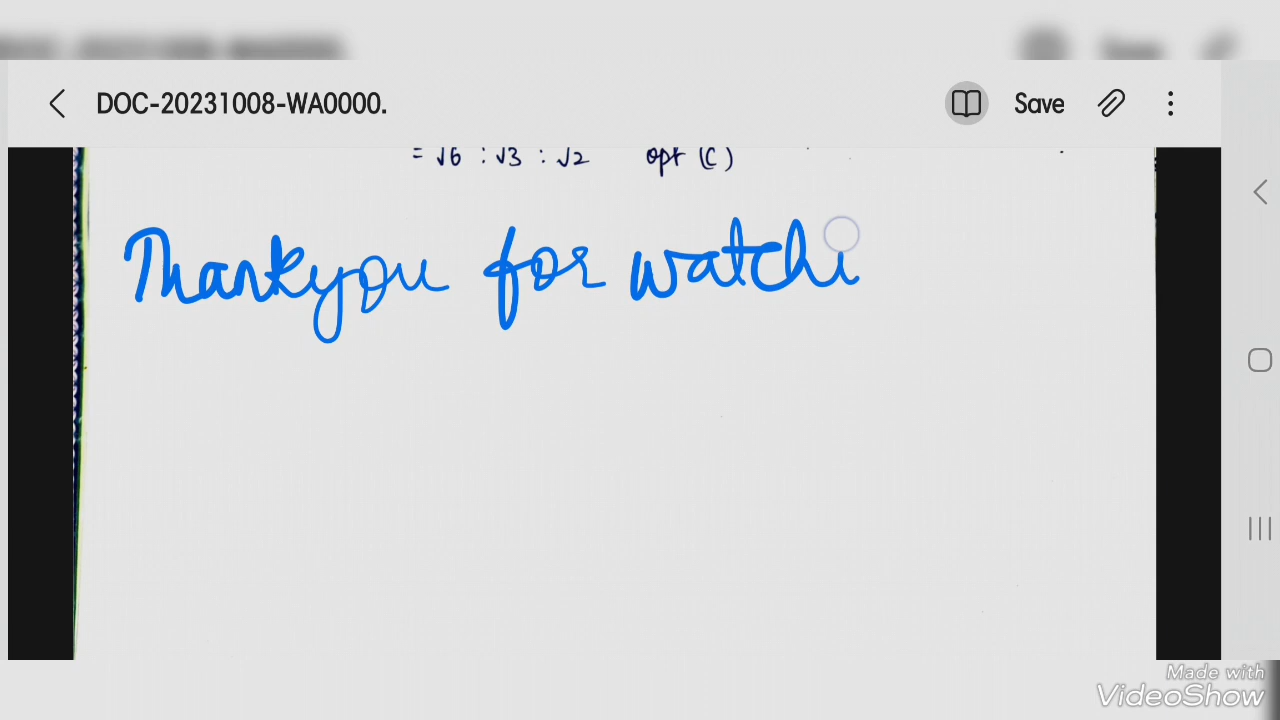 DOC-20231008-WA0000.
Save
= √6 : √3 : √2 opt (C)
Thankyou for watchi
Made with
VideoShow